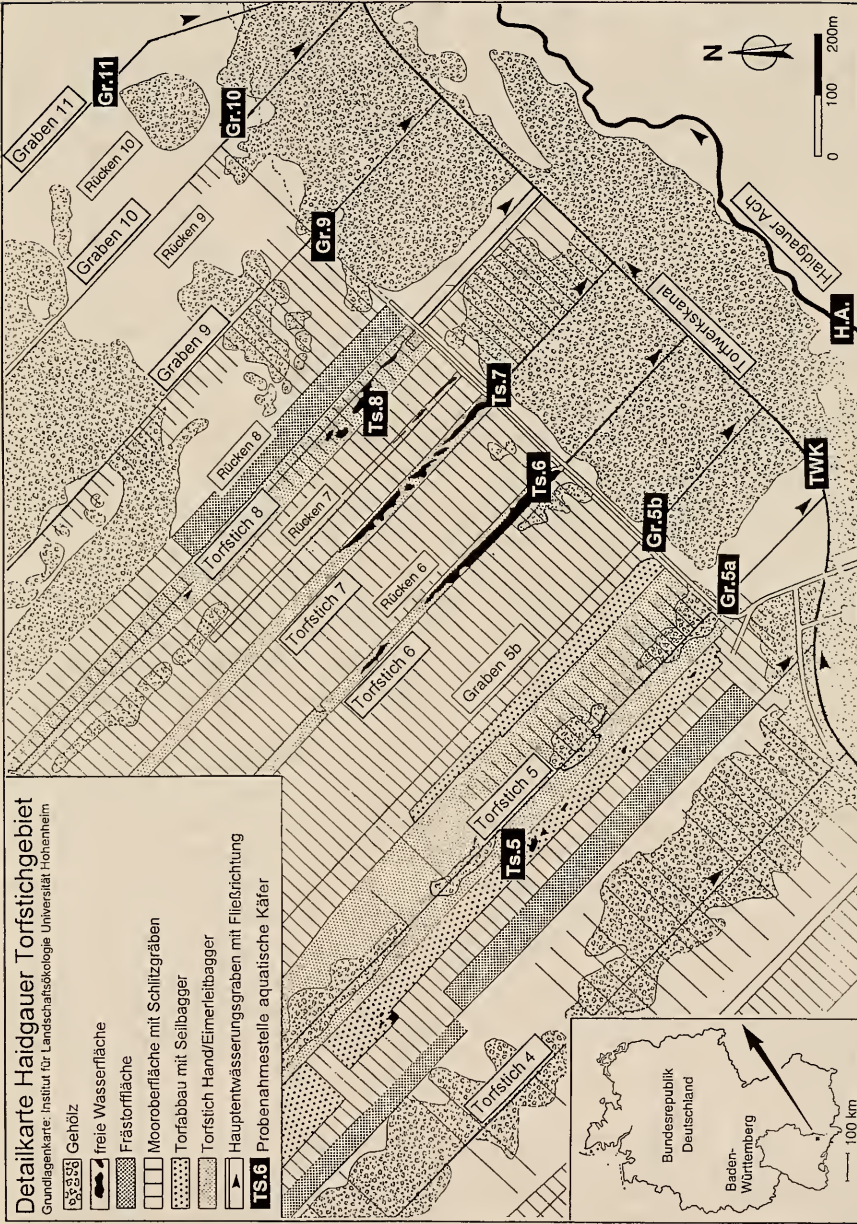 Detailkarte Haidgauer Torfstichgebiet
Grundlagenkarte: Institut für Landschaftsökologie Universität Hohenheim
Gehölz
freie Wasserfläche
Frästorffläche
Mooroberfläche mit Schlitzgräben
Torfabbau mit Seilbagger
Torfstich Hand/Eimerleitbagger
Hauptentwässerungsgraben mit Fließrichtung
TS.6 Probenahmestelle aquatische Käfer
Graben 11
Gr.11
Rücken 10
Gr.10
Graben 10
Rücken 9
Gr.9
Graben 9
Rücken 8
Ts.8
Torfstich 8
Rücken 7
Ts.7
Torfstich 7
Rücken 6
Ts.6
Torfstich 6
Graben 5b
Gr.5b
Gr.5a
Torfstich 5
Ts.5
Torfstich 4
Torfwerkskanal
TWK
Haidgauer Ach
H.A.
N
0 100 200m
Bundesrepublik
Deutschland
Baden-
Württemberg
100 km